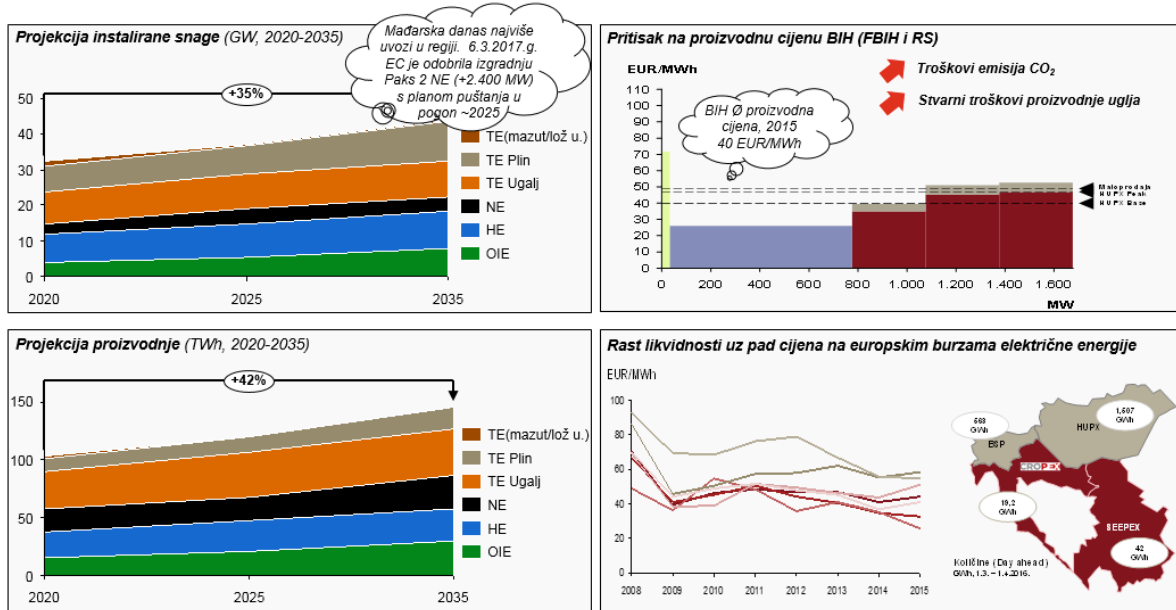 Projekcija instalirane snage (GW, 2020-2035)
Mađarska danas najviše
uvozi u regiji. 6.3.2017.g.
EC je odobrila izgradnju
Paks 2 NE (+2.400 MW)
s planom puštanja u
pogon ~2025
+35%
50
40
30
20
10
0
2020
2025
2035
TE(mazut/lož u.)
TE Plin
TE Ugalj
NE
HE
OIE
Pritisak na proizvodnu cijenu BIH (FBIH i RS)
EUR/MWh
Troškovi emisija CO₂
Stvarni troškovi proizvodnje uglja
BIH Ø proizvodna
cijena, 2015
40 EUR/MWh
110
100
90
80
70
60
50
40
30
20
10
0
Maloprodaja
HUPX Peak
HUPX Base
0
200
400
600
800
1.000
1.200
1.400
1.600
MW
Projekcija proizvodnje (TWh, 2020-2035)
+42%
150
100
50
0
2020
2025
2035
TE(mazut/lož u.)
TE Plin
TE Ugalj
NE
HE
OIE
Rast likvidnosti uz pad cijena na europskim burzama električne energije
EUR/MWh
100
80
60
40
20
0
2008
2009
2010
2011
2012
2013
2014
2015
563
GWh
BSP
1,507
GWh
HUPX
CROPEX
19,2
GWh
SEEPEX
42
GWh
Količine (Day ahead)
GWh, 1.3. – 1.4.2016.